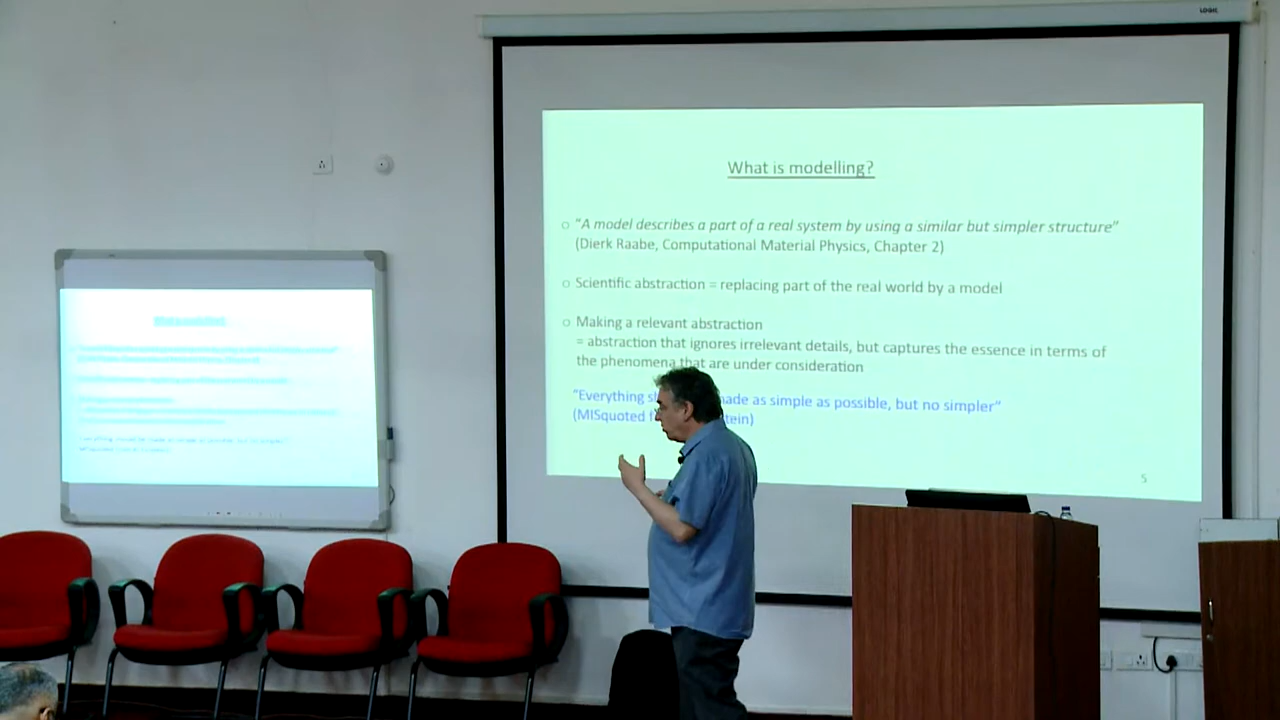 LOGIC
What is modelling?
○ "A model describes a part of a real system by using a similar but simpler structure"
(Dierk Raabe, Computational Material Physics, Chapter 2)
○ Scientific abstraction = replacing part of the real world by a model
○ Making a relevant abstraction
= abstraction that ignores irrelevant details, but captures the essence in terms of
the phenomena that are under consideration
"Everything made as simple as possible, but no simpler"
(MISquoted
5